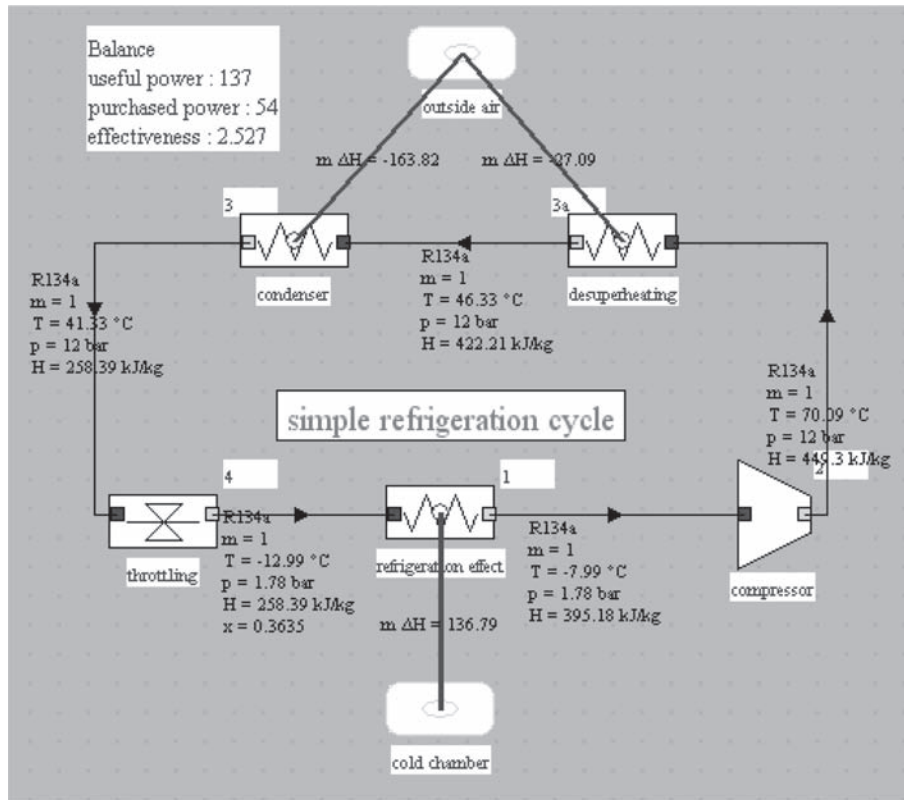 Balance
useful power : 137
purchased power : 54
effectiveness : 2.527
outside air
m ΔH = -163.82
m ΔH = -27.09
3
3a
condenser
desuperheating
R134a
m = 1
T = 41.33 °C
p = 12 bar
H = 258.39 kJ/kg
R134a
m = 1
T = 46.33 °C
p = 12 bar
H = 422.21 kJ/kg
R134a
m = 1
T = 70.09 °C
p = 12 bar
H = 449.3 kJ/kg
simple refrigeration cycle
4
1
2
throttling
refrigeration effect
compressor
R134a
m = 1
T = -12.99 °C
p = 1.78 bar
H = 258.39 kJ/kg
x = 0.3635
R134a
m = 1
T = -7.99 °C
p = 1.78 bar
H = 395.18 kJ/kg
m ΔH = 136.79
cold chamber